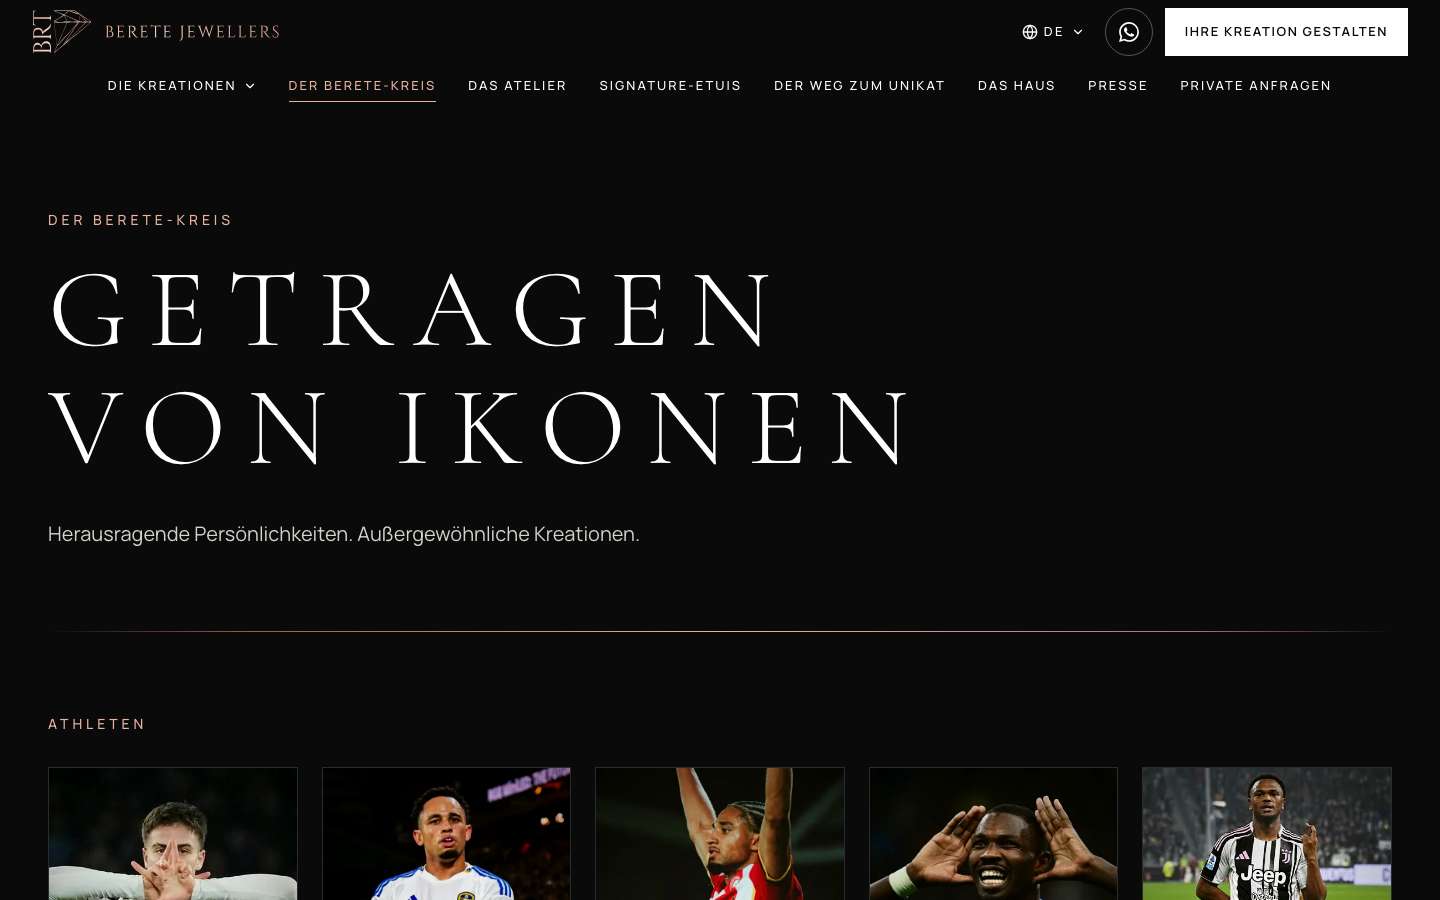 BRT
BERETE JEWELLERS
DE
IHRE KREATION GESTALTEN
DIE KREATIONEN
DER BERETE-KREIS
DAS ATELIER
SIGNATURE-ETUIS
DER WEG ZUM UNIKAT
DAS HAUS
PRESSE
PRIVATE ANFRAGEN
DER BERETE-KREIS
GETRAGEN
VON IKONEN
Herausragende Persönlichkeiten. Außergewöhnliche Kreationen.
ATHLETEN
Jeep